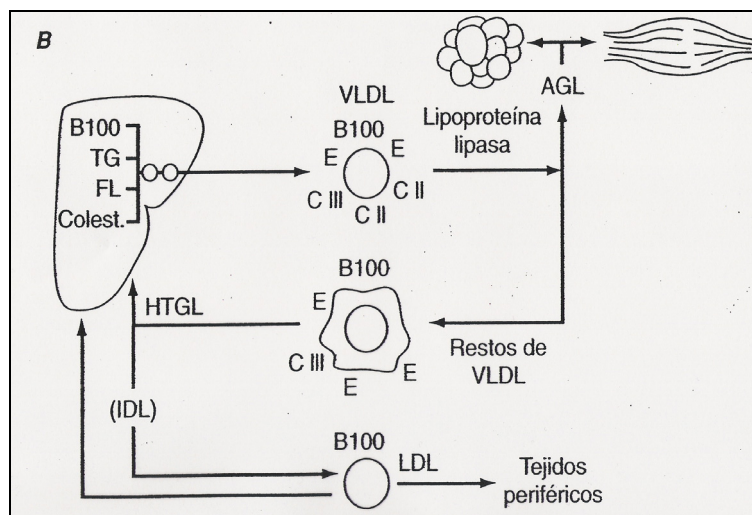 B
B100
TG
FL
Colest.
VLDL
B100
E
E
C III
C II
C II
Lipoproteína
lipasa
AGL
HTGL
B100
E
C III
E
E
Restos de
VLDL
(IDL)
B100
LDL
Tejidos
periféricos